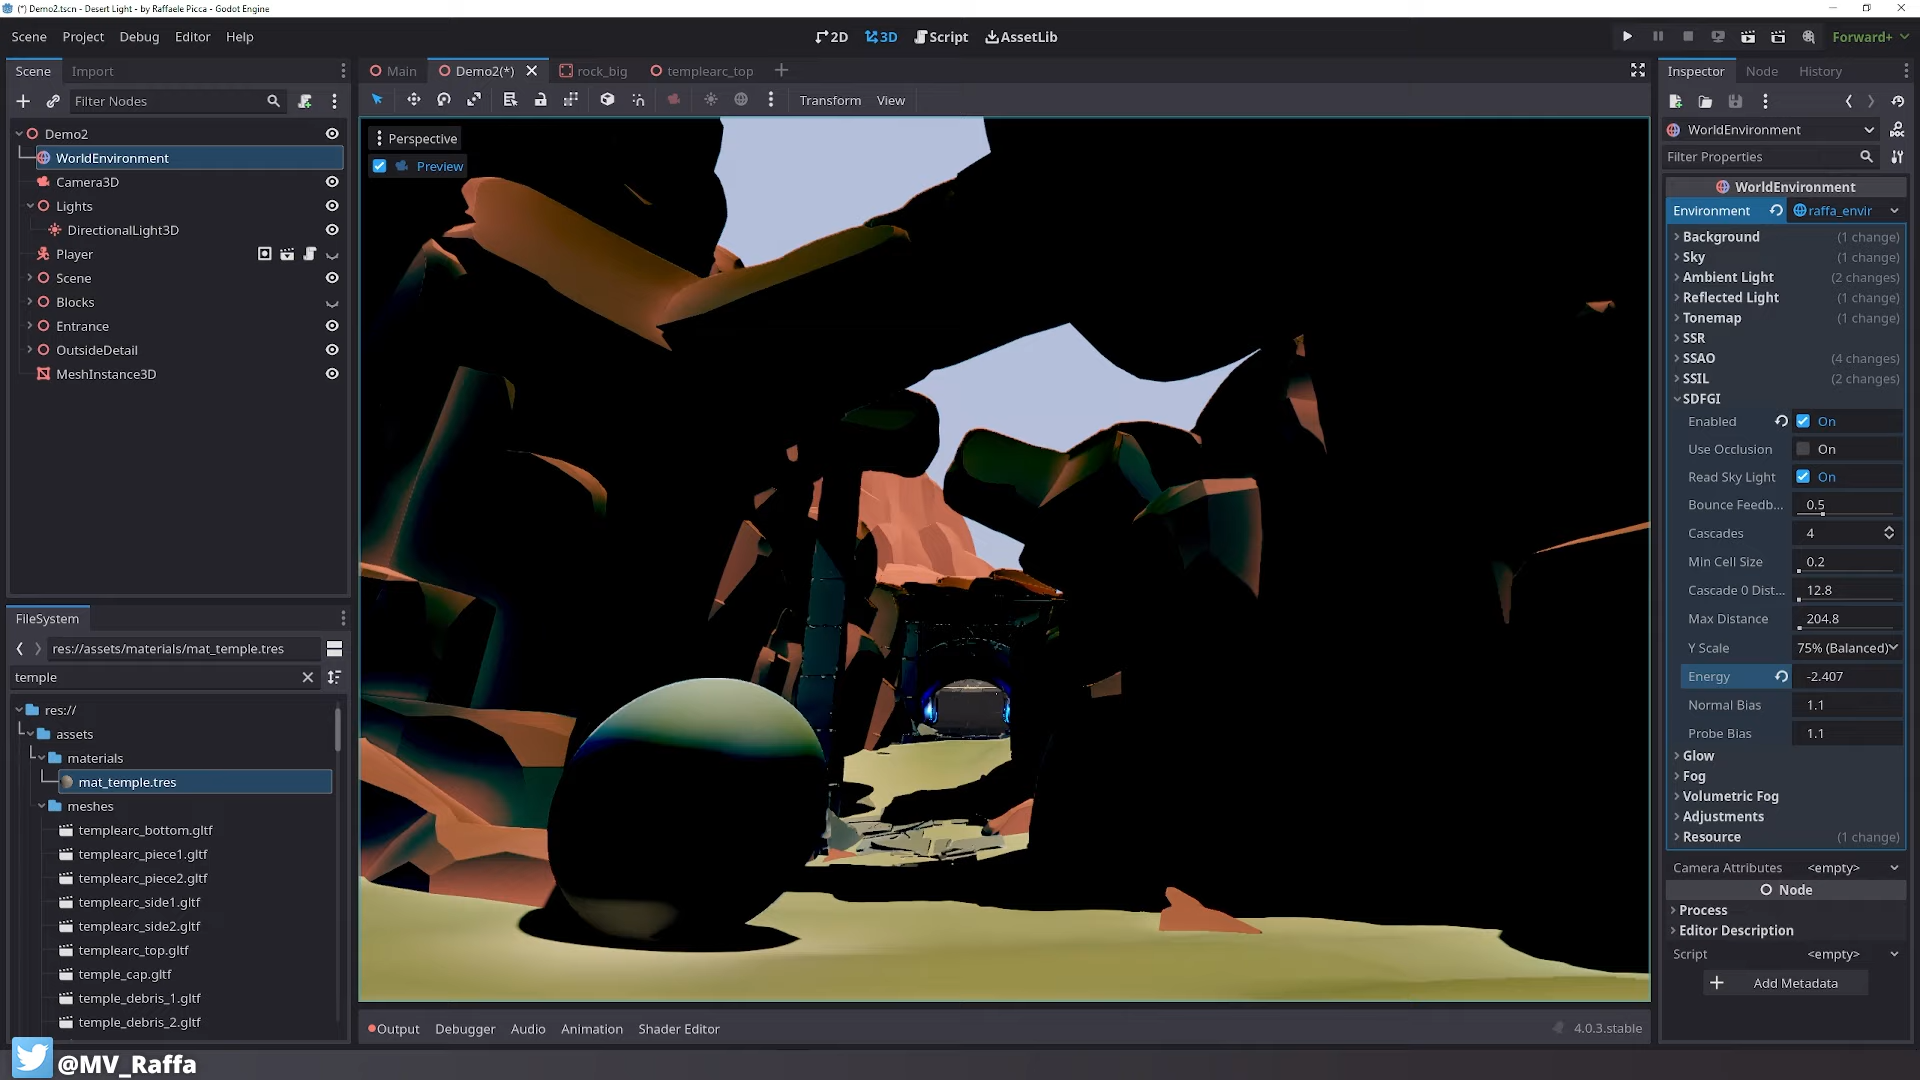 (*) Demo2.tscn - Desert Light - by Raffaele Picca - Godot Engine
Scene Project Debug Editor Help
2D 3D Script AssetLib
Forward+
Scene Import
Filter Nodes
Demo2
WorldEnvironment
Camera3D
Lights
DirectionalLight3D
Player
Scene
Blocks
Entrance
OutsideDetail
MeshInstance3D
FileSystem
res://assets/materials/mat_temple.tres
temple
res://
assets
materials
mat_temple.tres
meshes
templearc_bottom.gltf
templearc_piece1.gltf
templearc_piece2.gltf
templearc_side1.gltf
templearc_side2.gltf
templearc_top.gltf
temple_cap.gltf
temple_debris_1.gltf
temple_debris_2.gltf
@MV_Raffa
Main Demo2(*) rock_big templearc_top
Transform View
Perspective
Preview
Output Debugger Audio Animation Shader Editor
4.0.3.stable
Inspector Node History
WorldEnvironment
Filter Properties
WorldEnvironment
Environment raffa_envir
Background (1 change)
Sky (1 change)
Ambient Light (2 changes)
Reflected Light (1 change)
Tonemap (1 change)
SSR
SSAO (4 changes)
SSIL (2 changes)
SDFGI
Enabled On
Use Occlusion On
Read Sky Light On
Bounce Feedb... 0.5
Cascades 4
Min Cell Size 0.2
Cascade 0 Dist... 12.8
Max Distance 204.8
Y Scale 75% (Balanced)
Energy -2.407
Normal Bias 1.1
Probe Bias 1.1
Glow
Fog
Volumetric Fog
Adjustments
Resource (1 change)
Camera Attributes <empty>
Node
Process
Editor Description
Script <empty>
Add Metadata